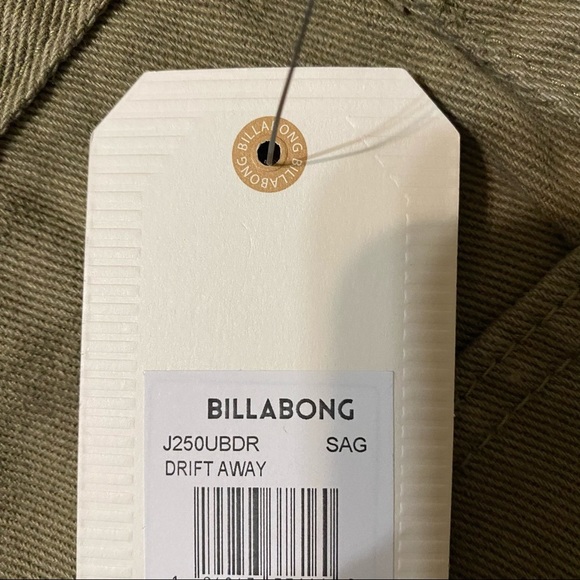 BILLABONG · BILLABONG ·
BILLABONG
J250UBDR SAG
DRIFT AWAY